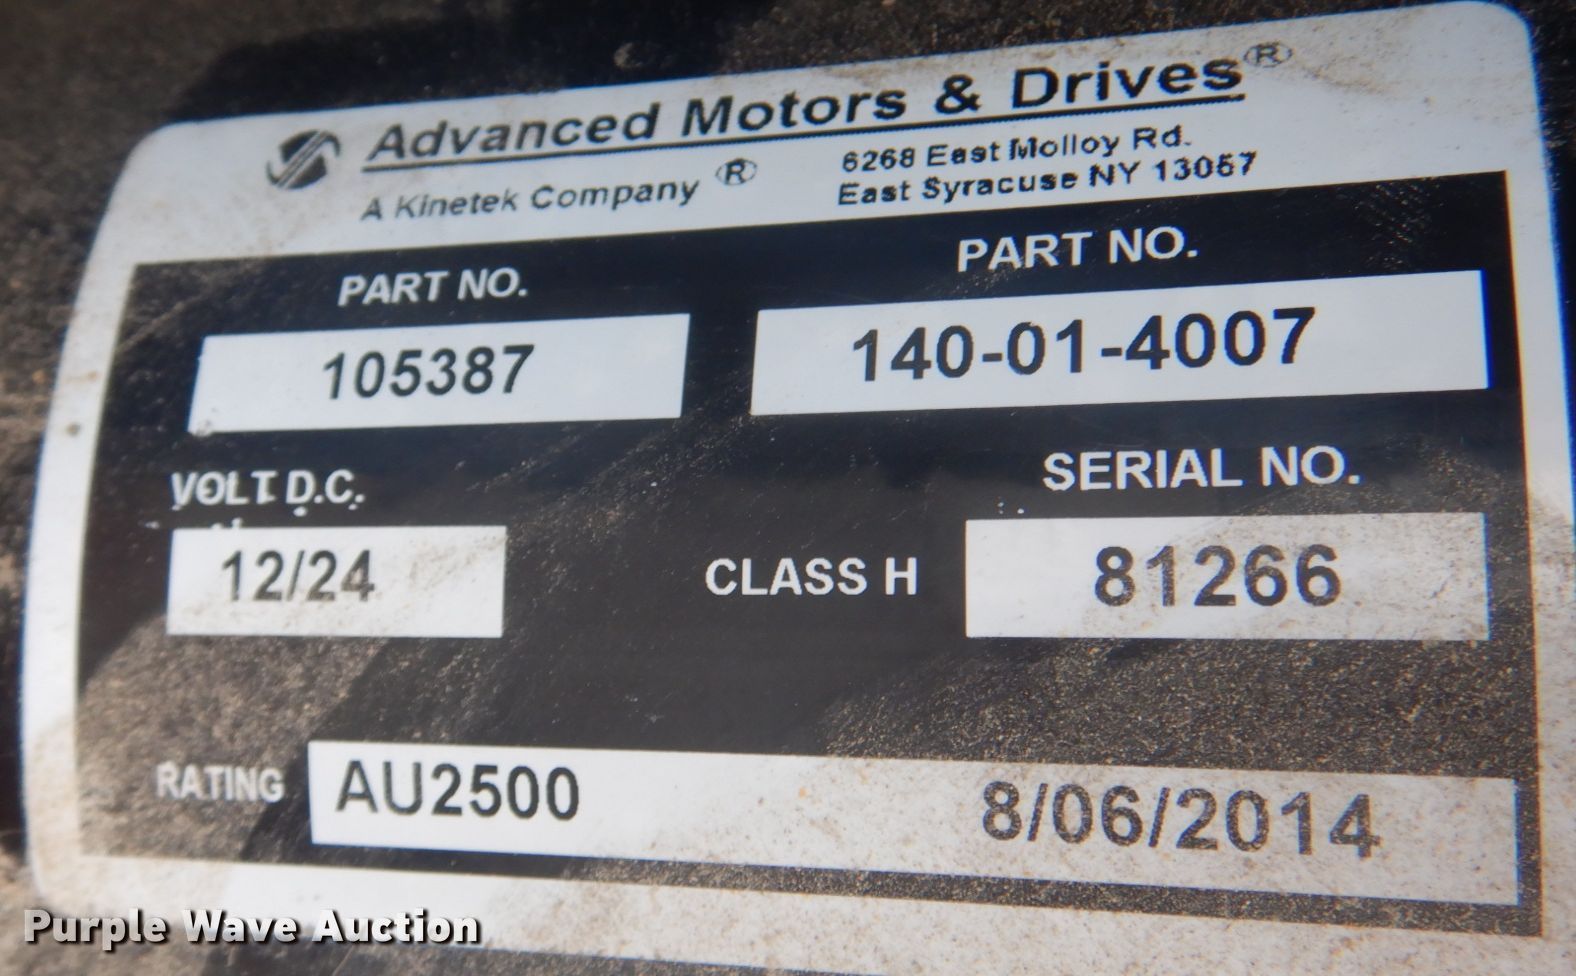 Advanced Motors & Drives®
A Kinetek Company ®
6268 East Molloy Rd.
East Syracuse NY 13057
PART NO.
PART NO.
105387
140-01-4007
VOLT D.C.
SERIAL NO.
12/24
CLASS H
81266
RATING
AU2500
8/06/2014
Purple Wave Auction